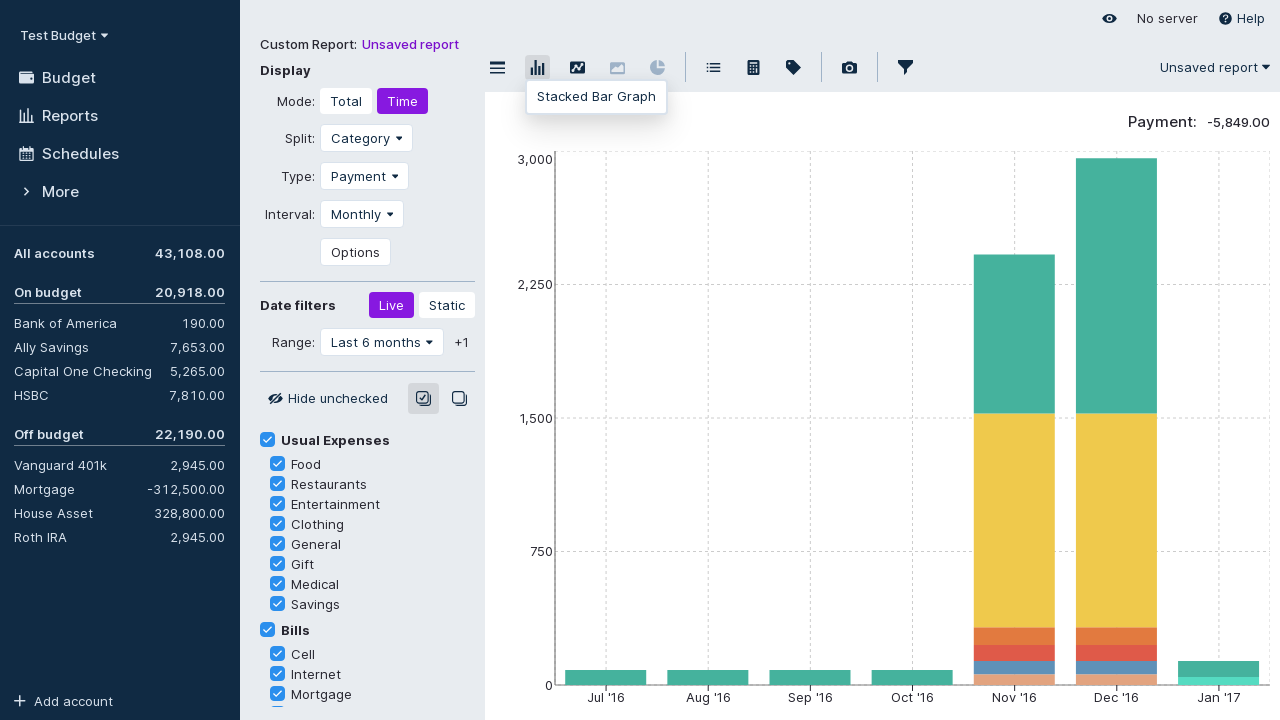 Test Budget
Budget
Reports
Schedules
More
All accounts 43,108.00
On budget 20,918.00
Bank of America 190.00
Ally Savings 7,653.00
Capital One Checking 5,265.00
HSBC 7,810.00
Off budget 22,190.00
Vanguard 401k 2,945.00
Mortgage -312,500.00
House Asset 328,800.00
Roth IRA 2,945.00
Add account
No server
Help
Custom Report: Unsaved report
Display
Mode: Total Time
Split: Category
Type: Payment
Interval: Monthly
Options
Date filters Live Static
Range: Last 6 months +1
Hide unchecked
Usual Expenses
Food
Restaurants
Entertainment
Clothing
General
Gift
Medical
Savings
Bills
Cell
Internet
Mortgage
Unsaved report
Stacked Bar Graph
Payment: -5,849.00
3,000
2,250
1,500
750
0
Jul '16 Aug '16 Sep '16 Oct '16 Nov '16 Dec '16 Jan '17